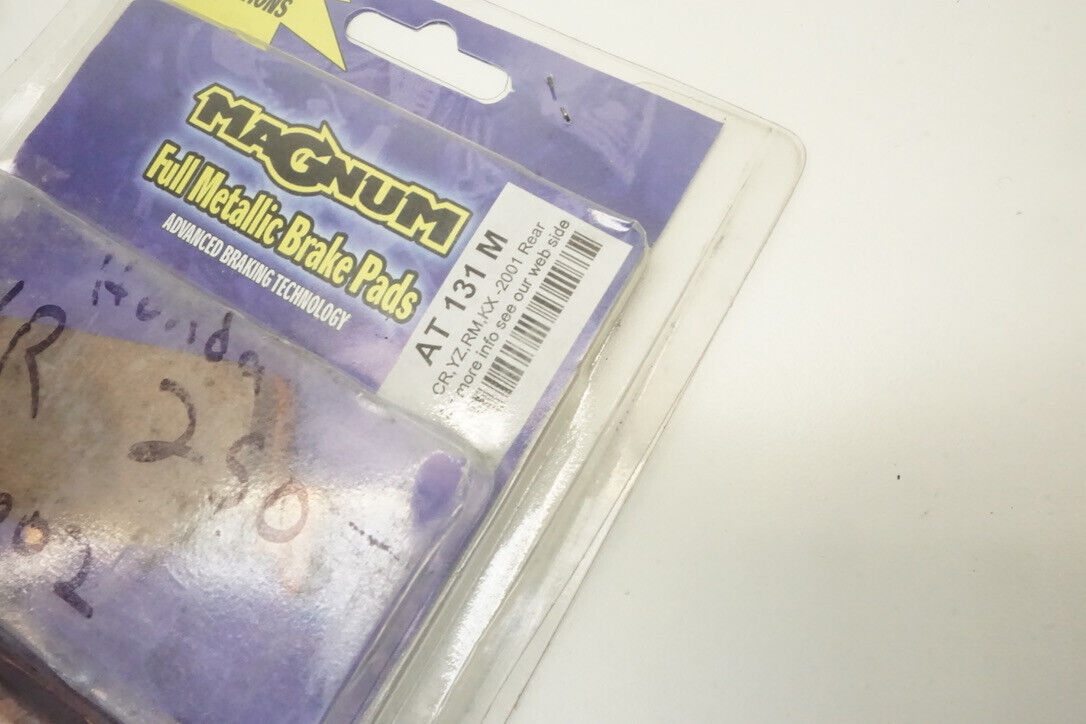 MAGNUM
Full Metallic Brake Pads
ADVANCED BRAKING TECHNOLOGY
AT 131 M
CR,YZ,RM,KX -2001 Rear
more info see our web side
Honda
R 250